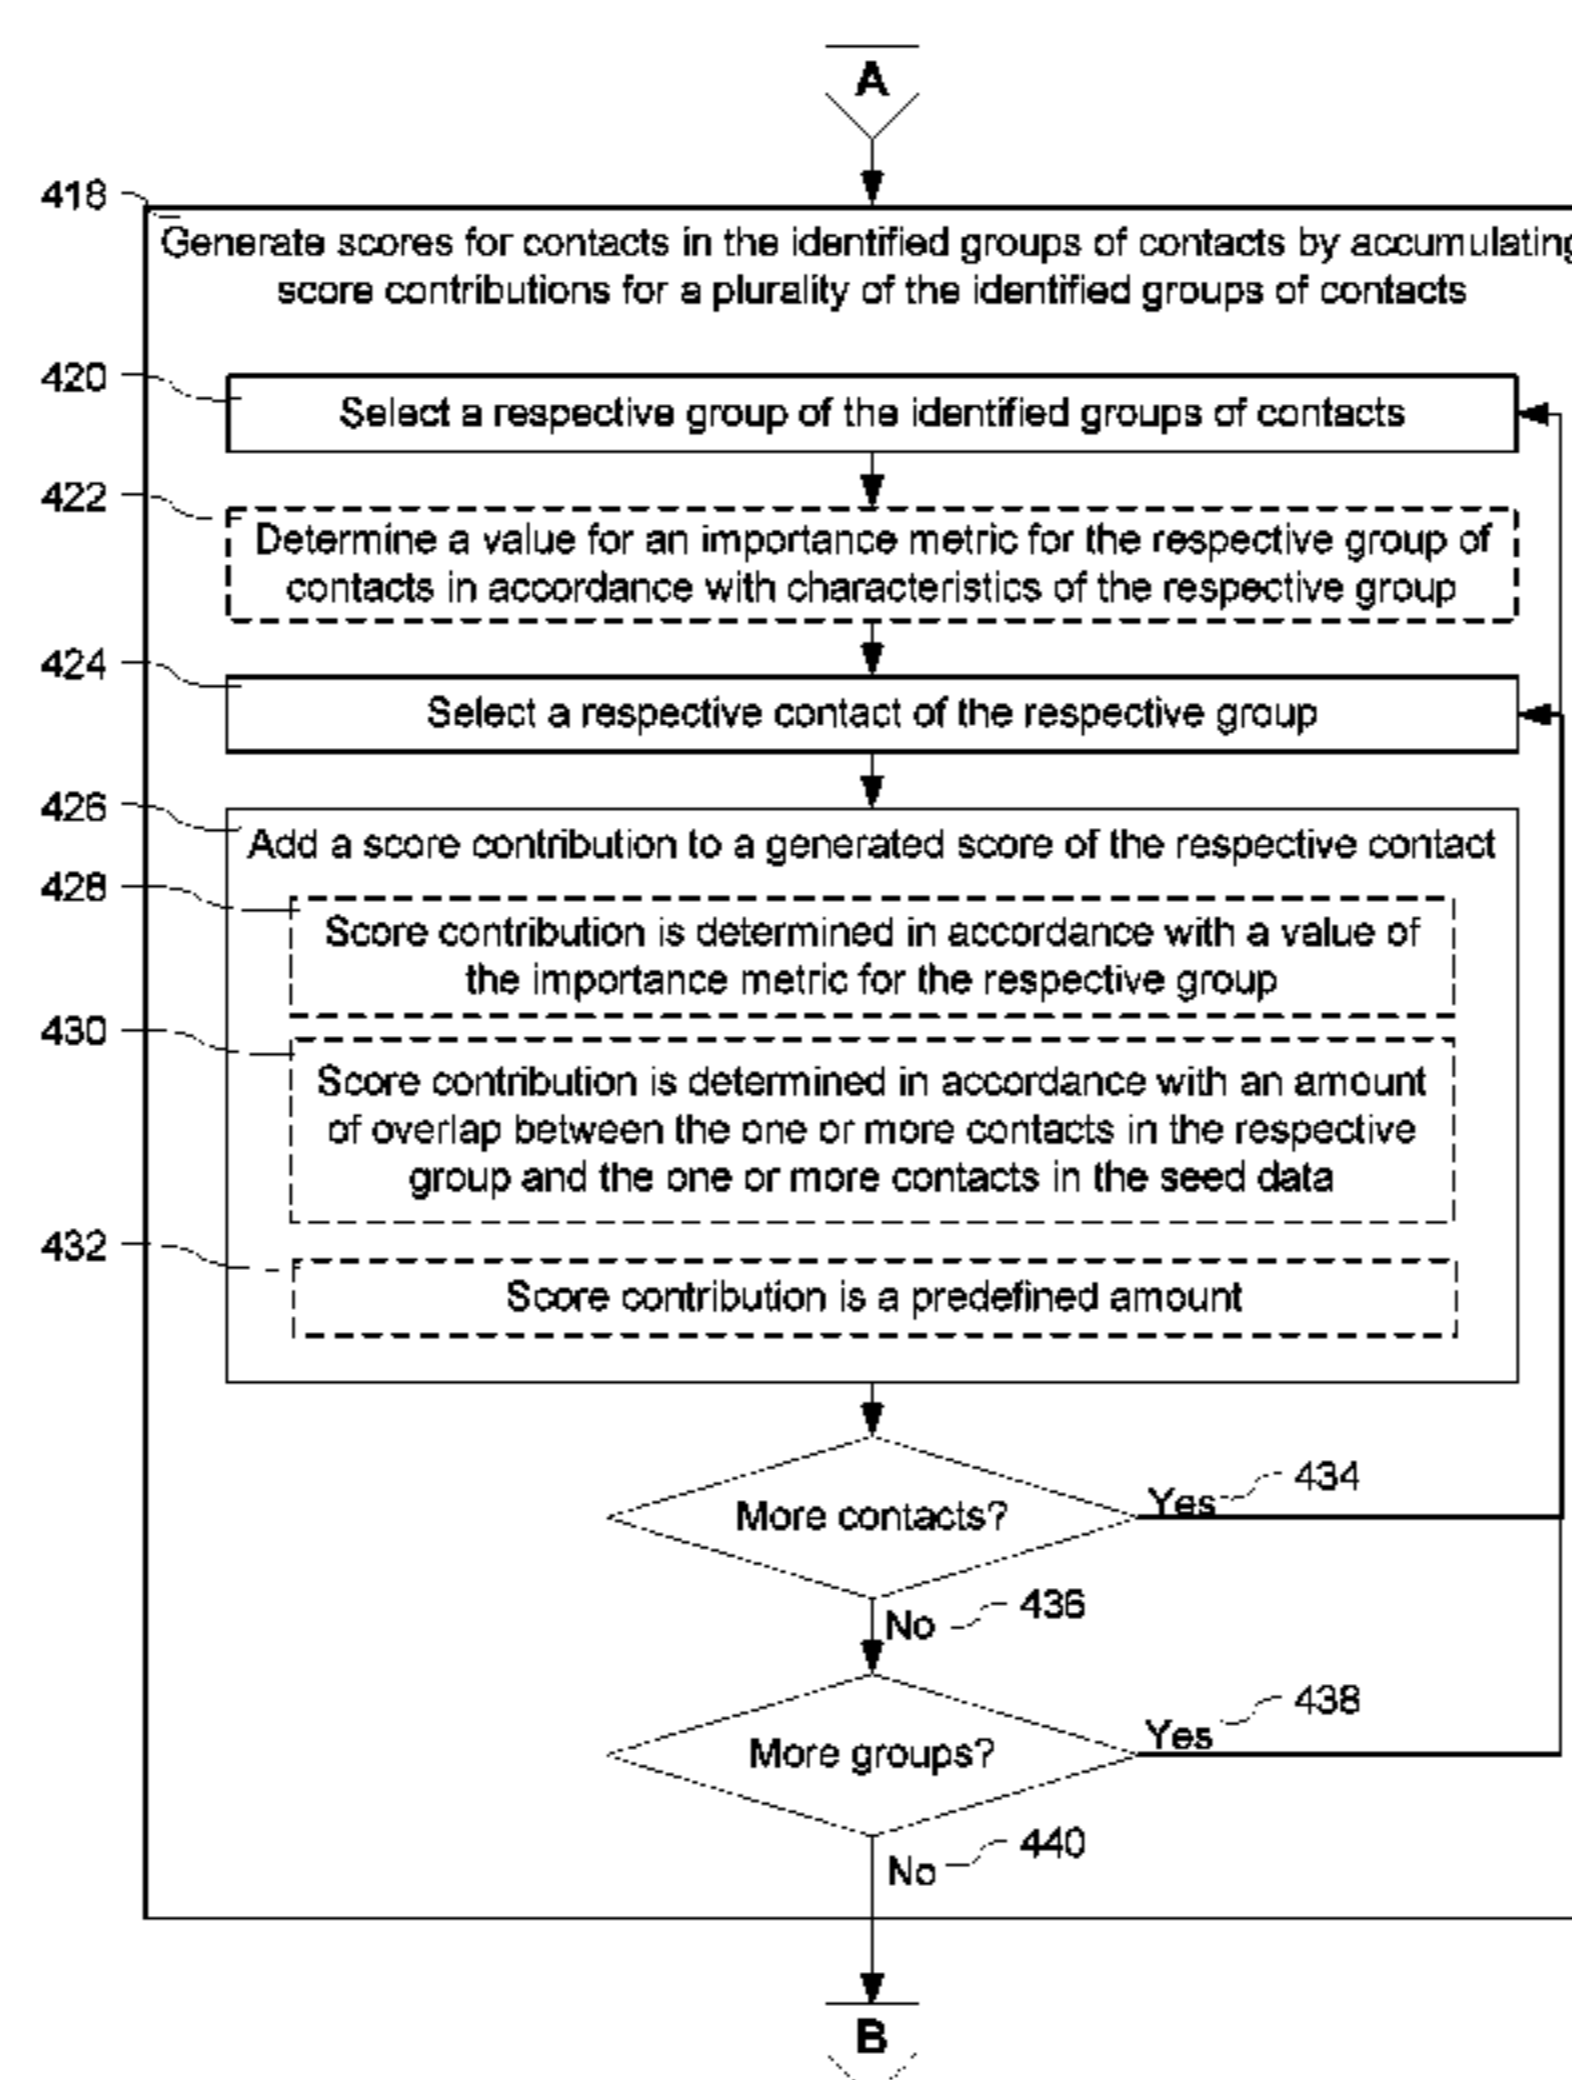 A
418
Generate scores for contacts in the identified groups of contacts by accumulating
score contributions for a plurality of the identified groups of contacts
420
Select a respective group of the identified groups of contacts
422
Determine a value for an importance metric for the respective group of
contacts in accordance with characteristics of the respective group
424
Select a respective contact of the respective group
426
Add a score contribution to a generated score of the respective contact
428
Score contribution is determined in accordance with a value of
the importance metric for the respective group
430
Score contribution is determined in accordance with an amount
of overlap between the one or more contacts in the respective
group and the one or more contacts in the seed data
432
Score contribution is a predefined amount
More contacts?
Yes
434
No
436
More groups?
Yes
438
No
440
B